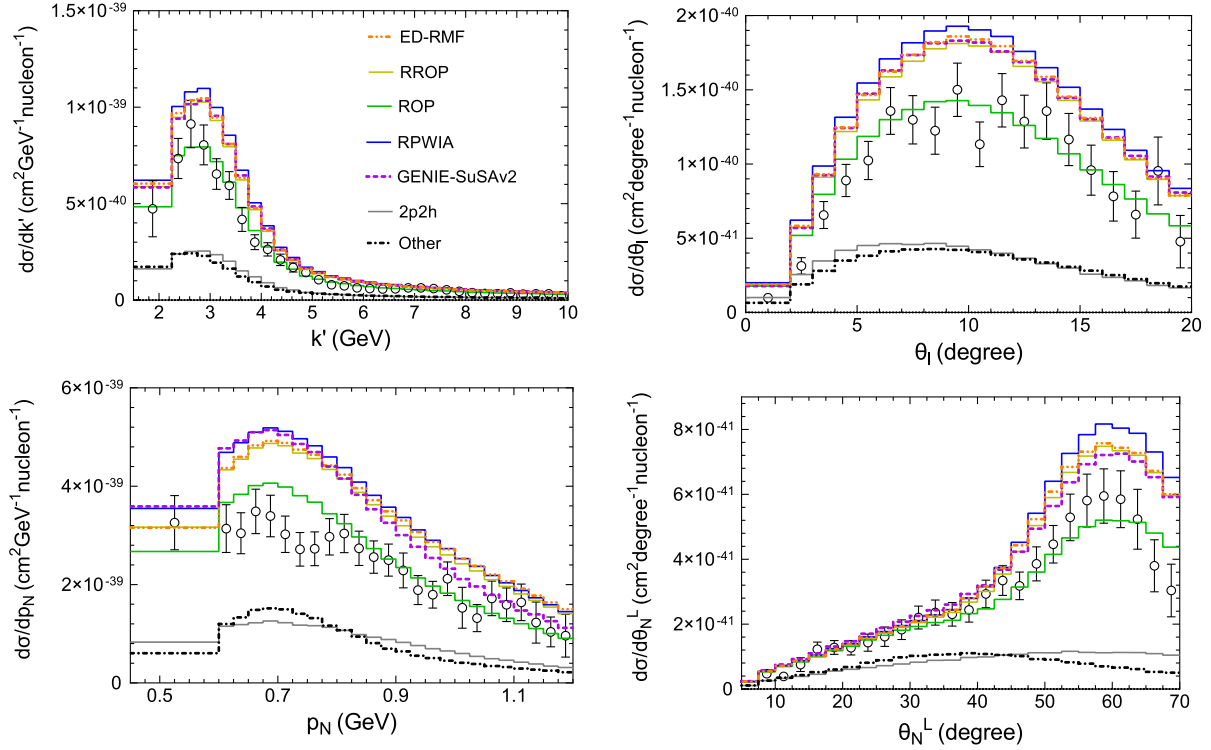 1.5×10⁻³⁹
1×10⁻³⁹
5×10⁻⁴⁰
0
dσ/dk' (cm²GeV⁻¹nucleon⁻¹)
ED-RMF
RROP
ROP
RPWIA
GENIE-SuSAv2
2p2h
Other
2 3 4 5 6 7 8 9 10
k' (GeV)
2×10⁻⁴⁰
1.5×10⁻⁴⁰
1×10⁻⁴⁰
5×10⁻⁴¹
0
dσ/dθₗ (cm²degree⁻¹nucleon⁻¹)
0 5 10 15 20
θₗ (degree)
6×10⁻³⁹
4×10⁻³⁹
2×10⁻³⁹
0
dσ/dp_N (cm²GeV⁻¹nucleon⁻¹)
0.5 0.7 0.9 1.1
p_N (GeV)
8×10⁻⁴¹
6×10⁻⁴¹
4×10⁻⁴¹
2×10⁻⁴¹
0
dσ/dθ_N^L (cm²degree⁻¹nucleon⁻¹)
10 20 30 40 50 60 70
θ_N^L (degree)